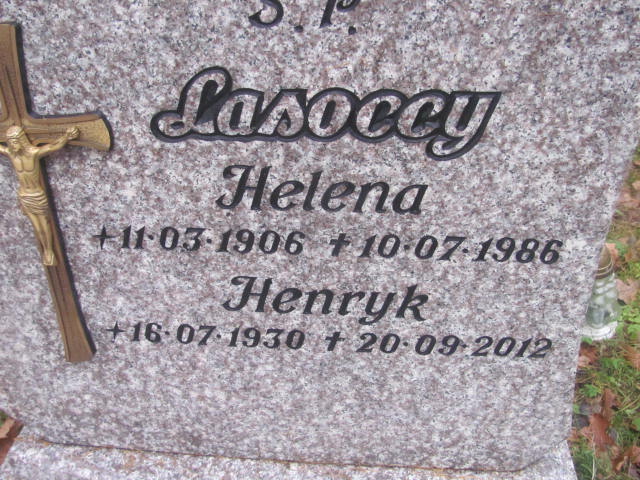 Ś. P.
Lasoccy
Helena
+11·03·1906 ✝10·07·1986
Henryk
+16·07·1930 ✝20·09·2012